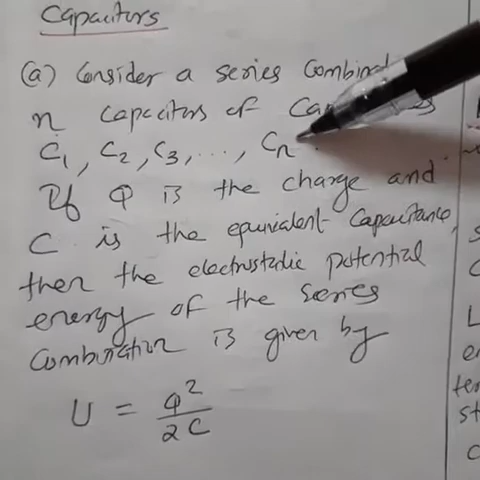 Capacitors
(a) Consider a series
n capacitors of
C1, C2, C3, ..., Cn.
If Q is the charge and
C is the equivalent Capacitance,
then the electrostatic potential
energy of the series
Combination is given by
U = Q²/2C